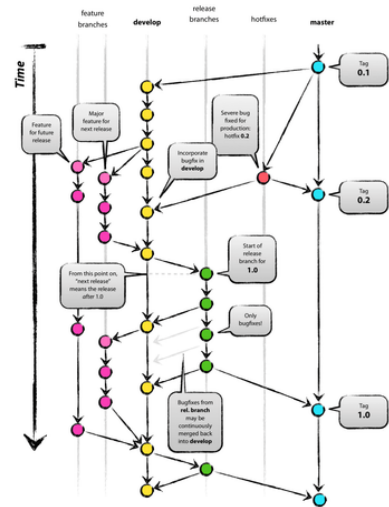 feature
branches
develop
release
branches
hotfixes
master
Time
Tag
0.1
Major
feature for
next release
Feature
for future
release
Severe bug
fixed for
production:
hotfix 0.2
Incorporate
bugfix in
develop
Tag
0.2
Start of
release
branch for
1.0
From this point on,
"next release"
means the release
after 1.0
Only
bugfixes!
Bugfixes from
rel. branch
may be
continuously
merged back
into develop
Tag
1.0